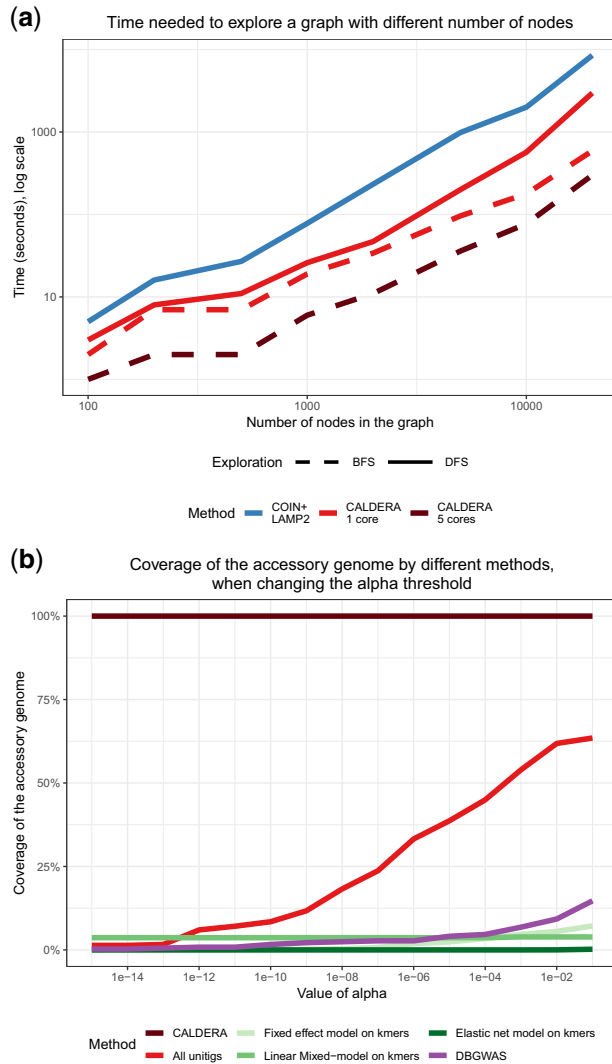 (a)
Time needed to explore a graph with different number of nodes
Time (seconds), log scale
1000
10
100
1000
10000
Number of nodes in the graph
Exploration BFS DFS
Method COIN+ LAMP2 CALDERA 1 core CALDERA 5 cores
(b)
Coverage of the accessory genome by different methods,
when changing the alpha threshold
Coverage of the accessory genome
100%
75%
50%
25%
0%
1e-14
1e-12
1e-10
1e-08
1e-06
1e-04
1e-02
Value of alpha
Method
CALDERA
Fixed effect model on kmers
Elastic net model on kmers
All unitigs
Linear Mixed-model on kmers
DBGWAS